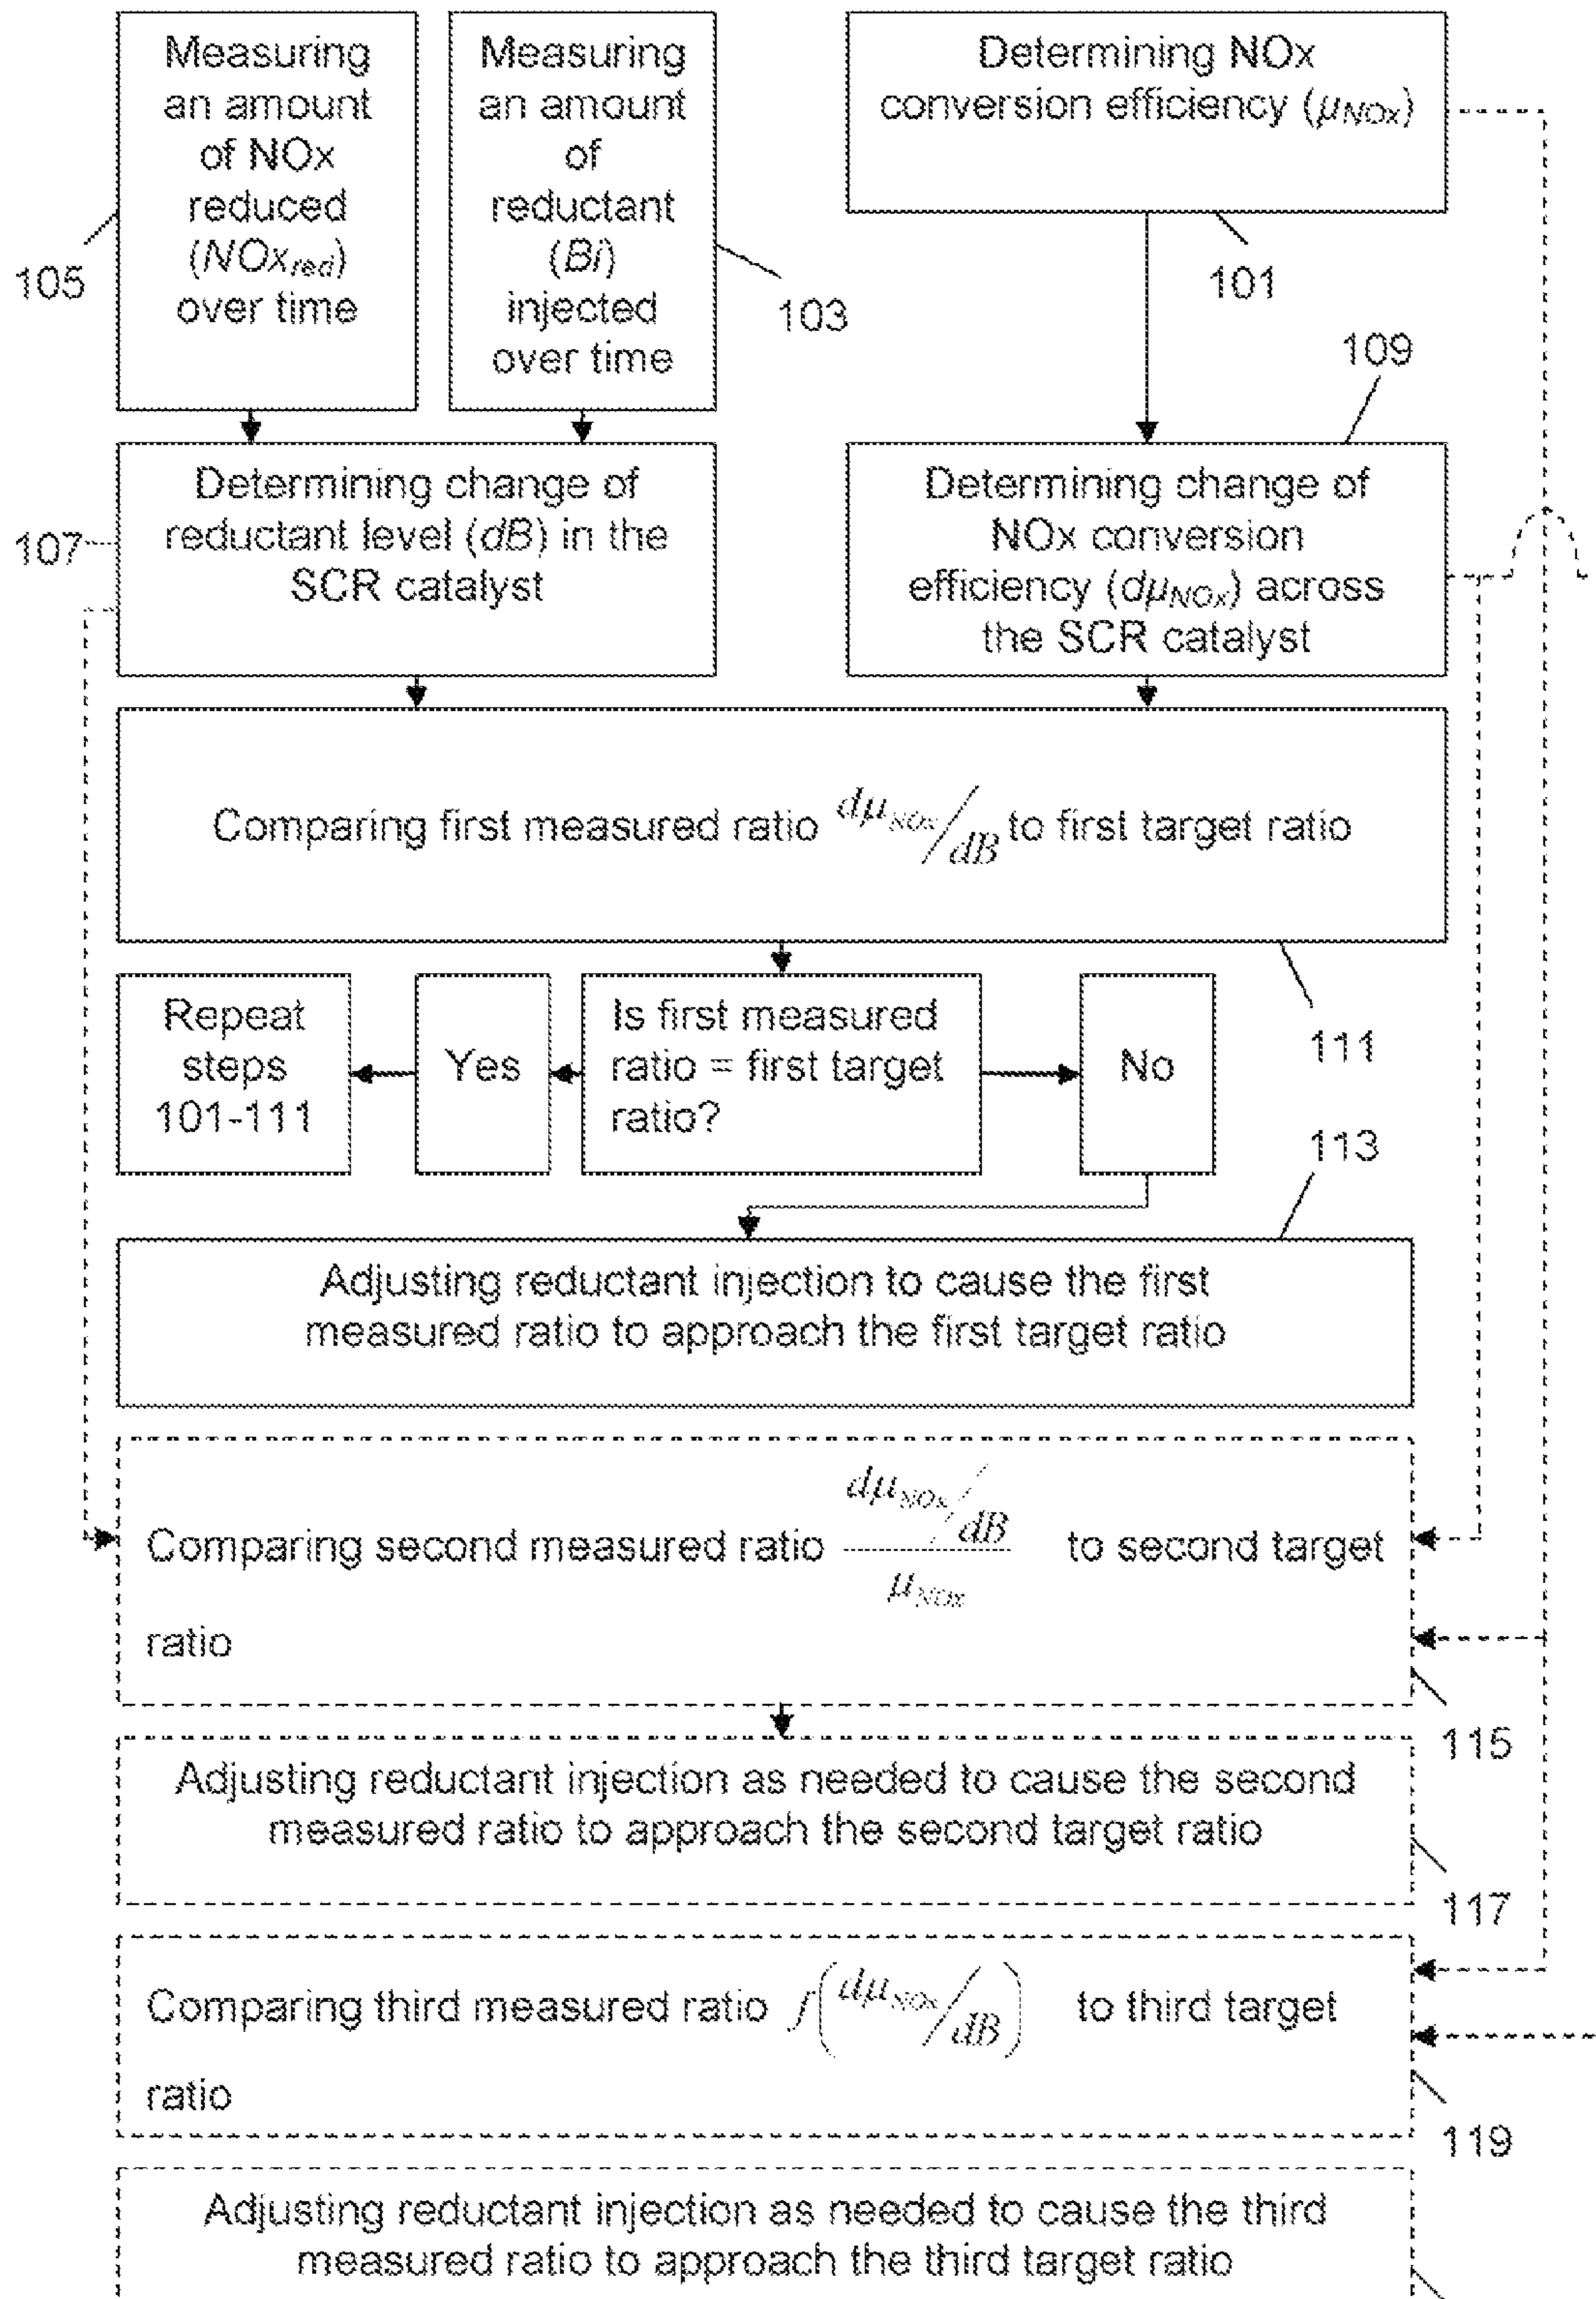 Measuring
an amount
of NOx
reduced
(NOx_red)
over time
105
Measuring
an amount
of
reductant
(Bi)
injected
over time
103
Determining NOx
conversion efficiency (μ_NOx)
101
109
Determining change of
reductant level (dB) in the
SCR catalyst
107
Determining change of
NOx conversion
efficiency (dμ_NOx) across
the SCR catalyst
Comparing first measured ratio dμ_NOx/dB to first target ratio
111
Repeat
steps
101-111
Yes
Is first measured
ratio = first target
ratio?
No
113
Adjusting reductant injection to cause the first
measured ratio to approach the first target ratio
Comparing second measured ratio (dμ_NOx/dB)/μ_NOx to second target
ratio
115
Adjusting reductant injection as needed to cause the second
measured ratio to approach the second target ratio
117
Comparing third measured ratio f(dμ_NOx/dB) to third target
ratio
119
Adjusting reductant injection as needed to cause the third
measured ratio to approach the third target ratio